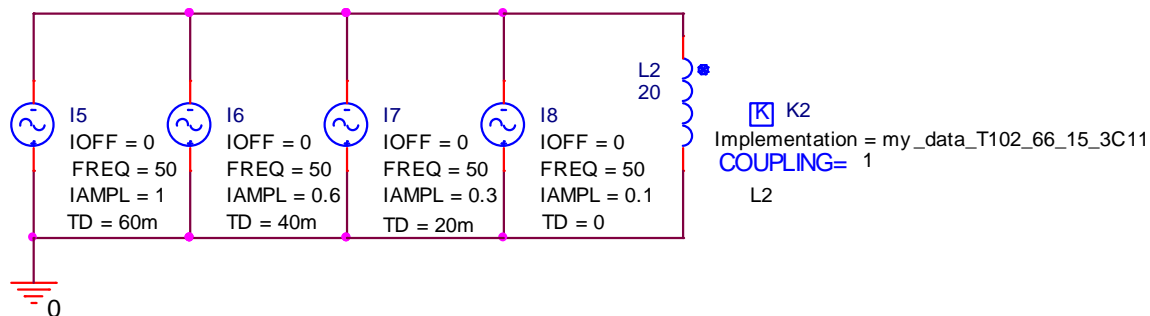 I5
IOFF = 0
FREQ = 50
IAMPL = 1
TD = 60m
I6
IOFF = 0
FREQ = 50
IAMPL = 0.6
TD = 40m
I7
IOFF = 0
FREQ = 50
IAMPL = 0.3
TD = 20m
I8
IOFF = 0
FREQ = 50
IAMPL = 0.1
TD = 0
L2
20
K K2
Implementation = my_data_T102_66_15_3C11
COUPLING= 1
L2
0